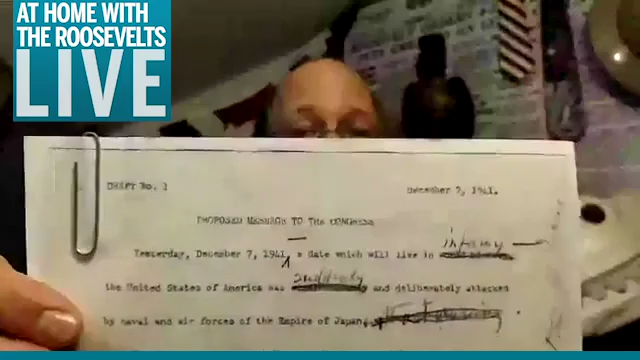 AT HOME WITH
THE ROOSEVELTS
LIVE
DRAFT No. 1 December 7, 1941.
PROPOSED MESSAGE TO THE CONGRESS
infamy
Yesterday, December 7, 1941, a date which will live in
suddenly
the United States of America was and deliberately attacked
by naval and air forces of the Empire of Japan